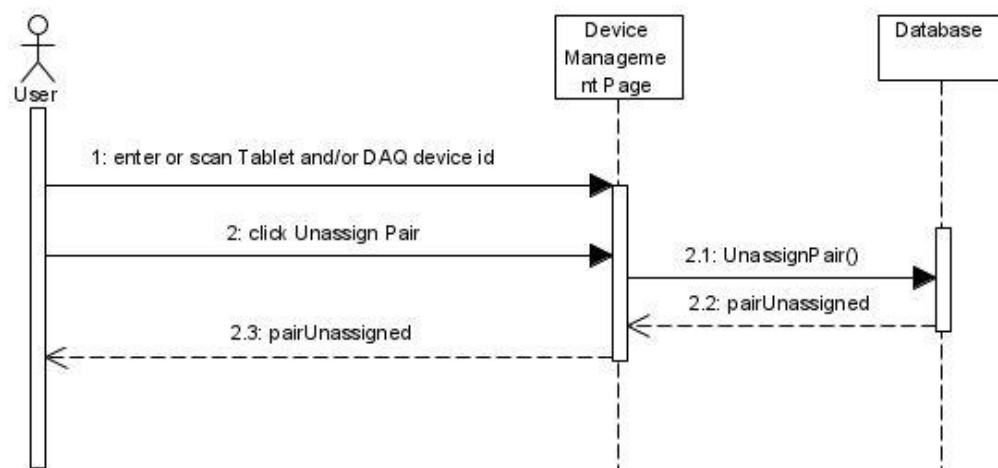 User
Device
Manageme
nt Page
Database
1: enter or scan Tablet and/or DAQ device id
2: click Unassign Pair
2.1: UnassignPair()
2.2: pairUnassigned
2.3: pairUnassigned